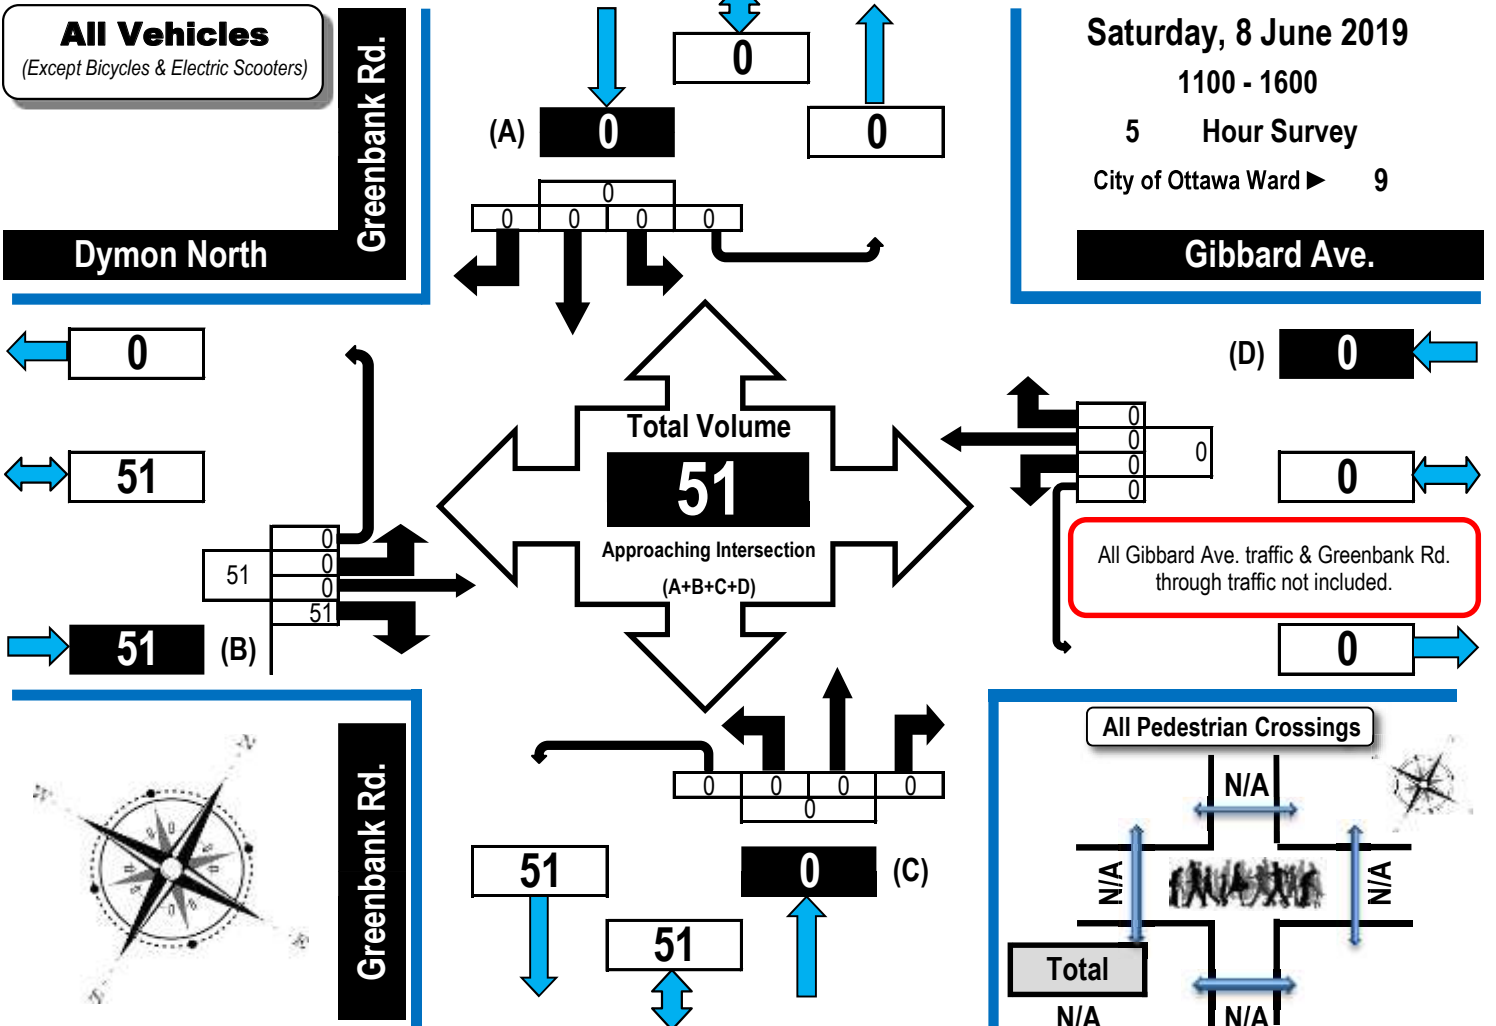 All Vehicles
(Except Bicycles & Electric Scooters)
Greenbank Rd.
Dymon North
0
(A) 0
0
0
0 0 0 0
Saturday, 8 June 2019
1100 - 1600
5 Hour Survey
City of Ottawa Ward ► 9
Gibbard Ave.
0
51
0
0
51
0
51
51 (B)
Total Volume
51
Approaching Intersection
(A+B+C+D)
(D) 0
0
0
0
0
0
0
All Gibbard Ave. traffic & Greenbank Rd.
through traffic not included.
0
N
W
E
Greenbank Rd.
0 0 0 0
0
51
0 (C)
51
All Pedestrian Crossings
N/A
N/A
N/A
Total
N/A
N/A